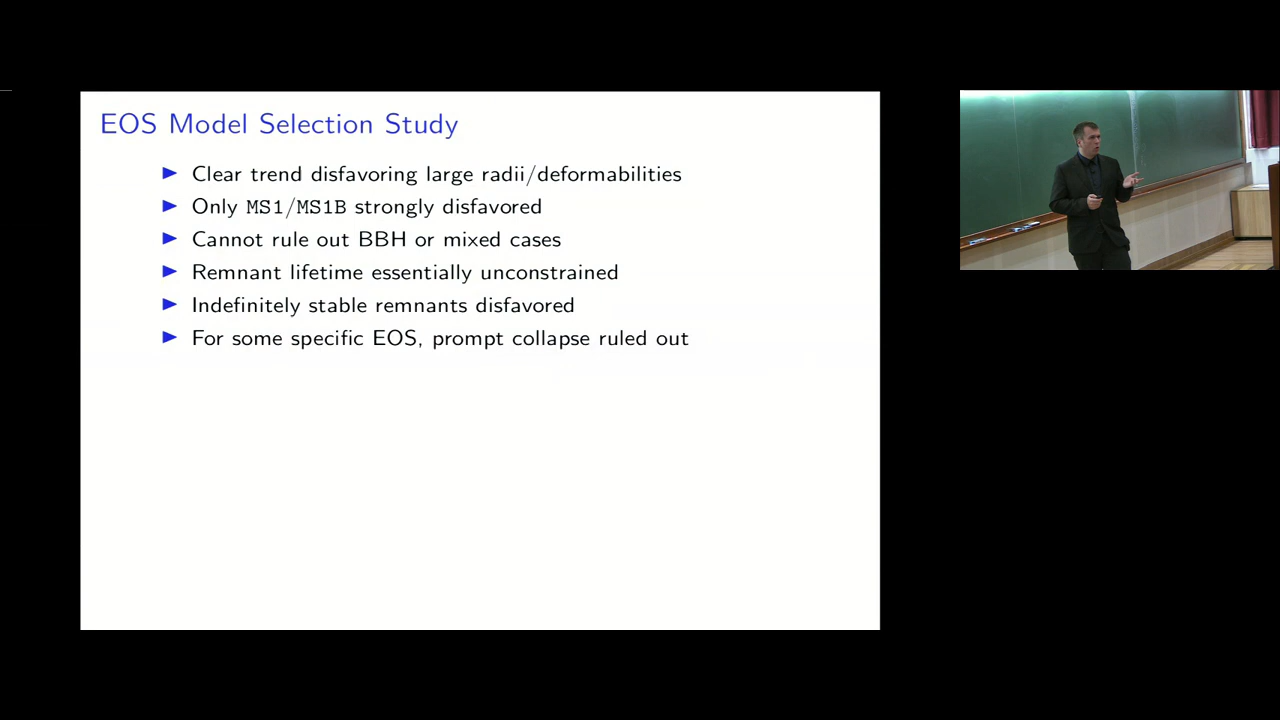 EOS Model Selection Study
Clear trend disfavoring large radii/deformabilities
Only MS1/MS1B strongly disfavored
Cannot rule out BBH or mixed cases
Remnant lifetime essentially unconstrained
Indefinitely stable remnants disfavored
For some specific EOS, prompt collapse ruled out